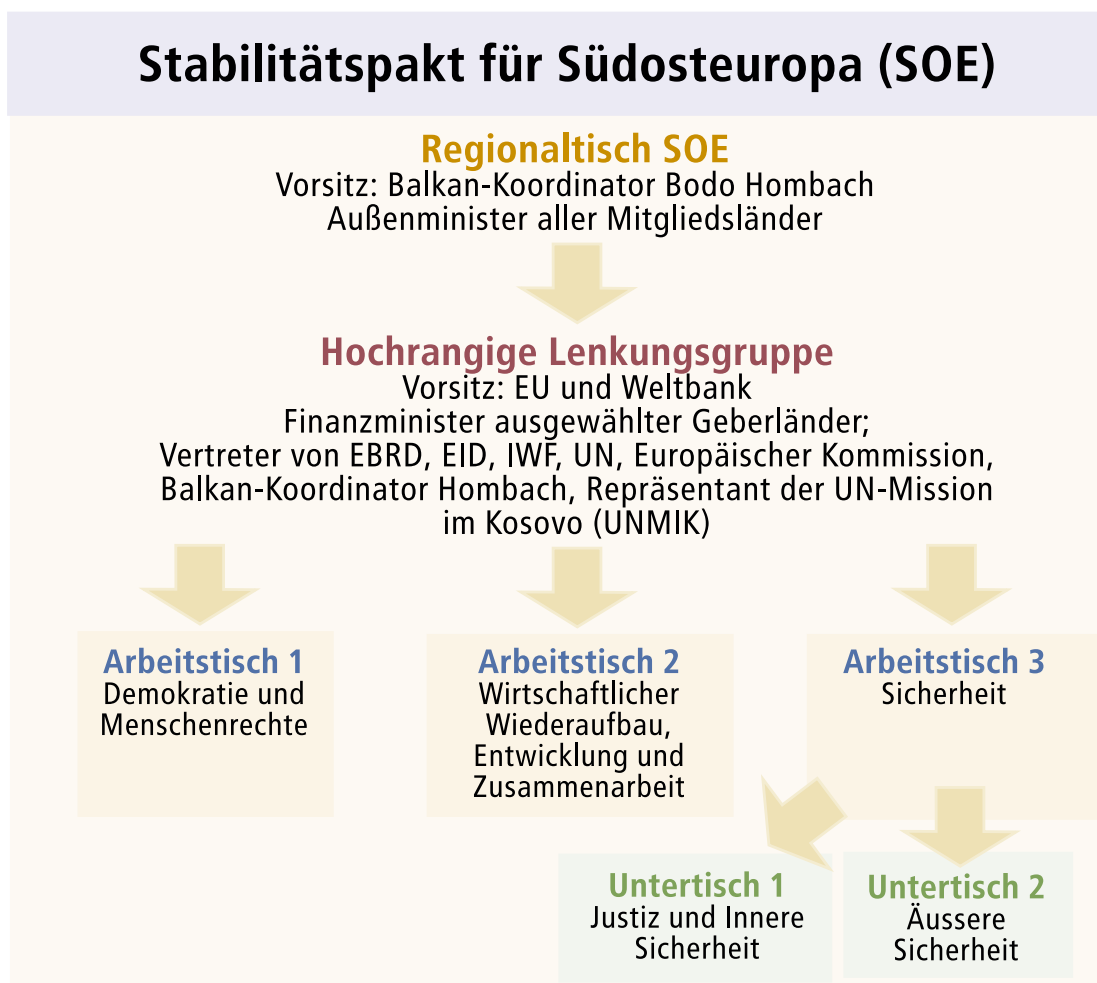 Stabilitätspakt für Südosteuropa (SOE)
Regionaltisch SOE
Vorsitz: Balkan-Koordinator Bodo Hombach
Außenminister aller Mitgliedsländer
Hochrangige Lenkungsgruppe
Vorsitz: EU und Weltbank
Finanzminister ausgewählter Geberländer;
Vertreter von EBRD, EID, IWF, UN, Europäischer Kommission,
Balkan-Koordinator Hombach, Repräsentant der UN-Mission
im Kosovo (UNMIK)
Arbeitstisch 1
Demokratie und
Menschenrechte
Arbeitstisch 2
Wirtschaftlicher
Wiederaufbau,
Entwicklung und
Zusammenarbeit
Arbeitstisch 3
Sicherheit
Untertisch 1
Justiz und Innere
Sicherheit
Untertisch 2
Äussere
Sicherheit